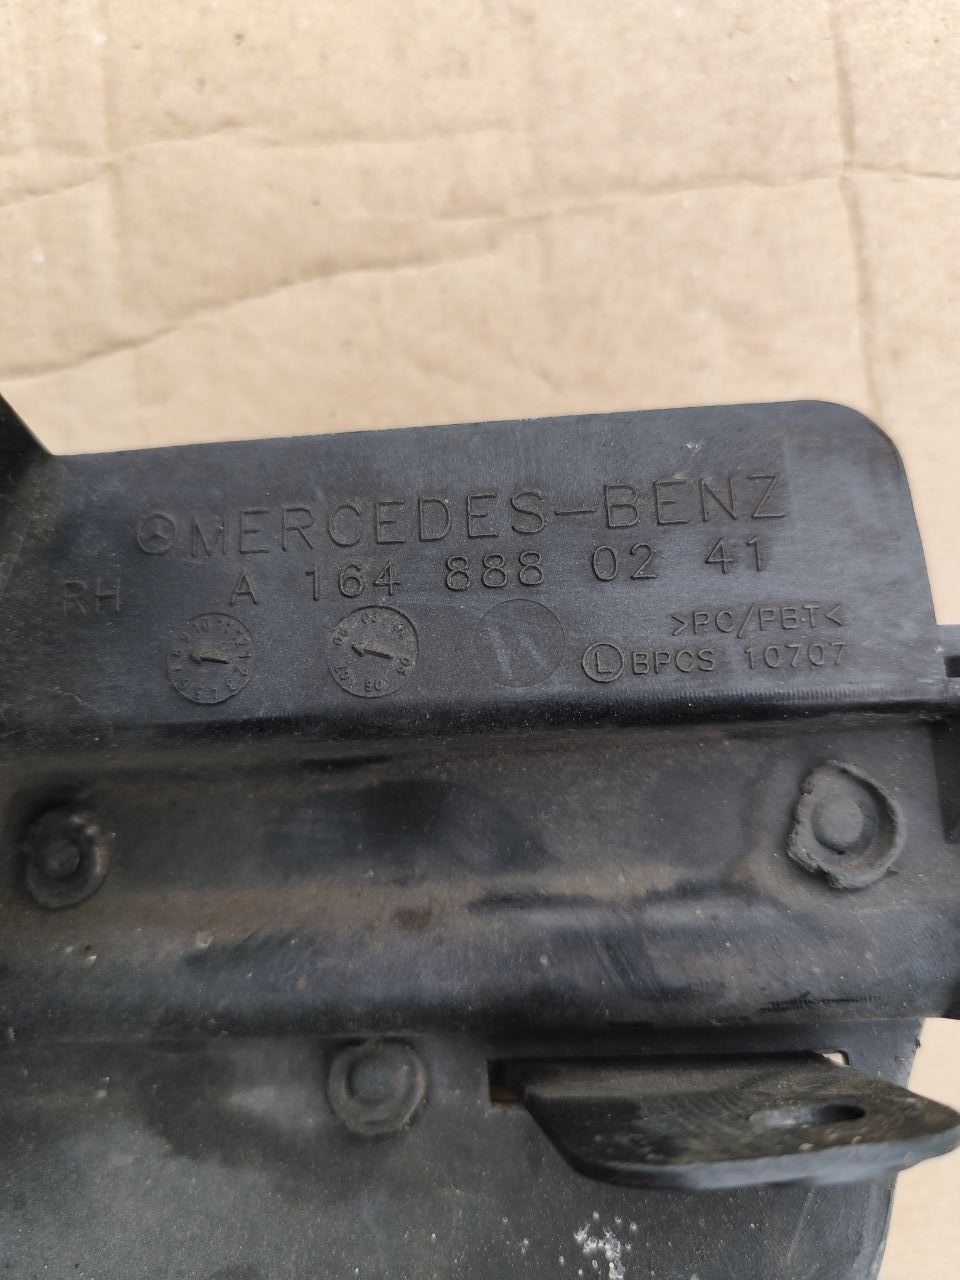 MERCEDES-BENZ
RH A 164 888 02 41
>PC/PBT<
L BPCS 10707